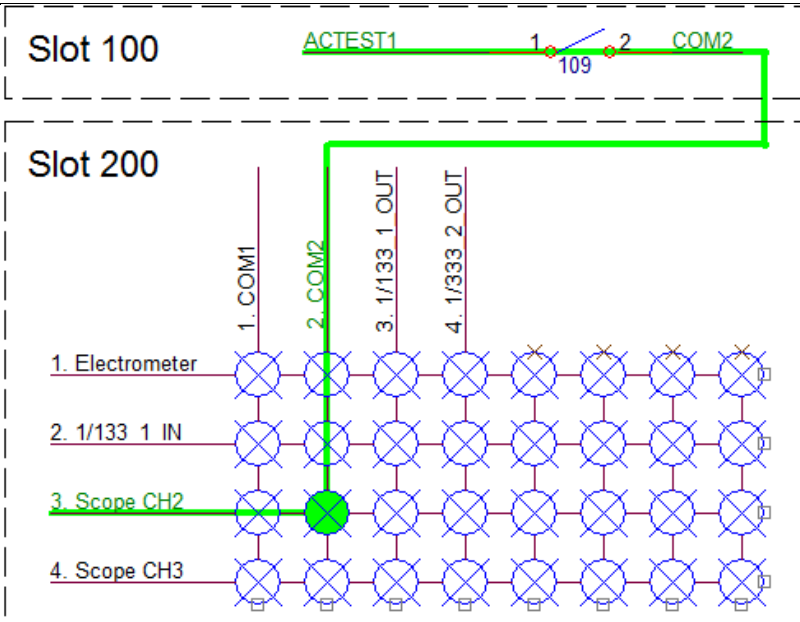 Slot 100
ACTEST1
1
2
COM2
109
Slot 200
1. COM1
2. COM2
3. 1/133 1 OUT
4. 1/333 2 OUT
1. Electrometer
2. 1/133 1 IN
3. Scope CH2
4. Scope CH3